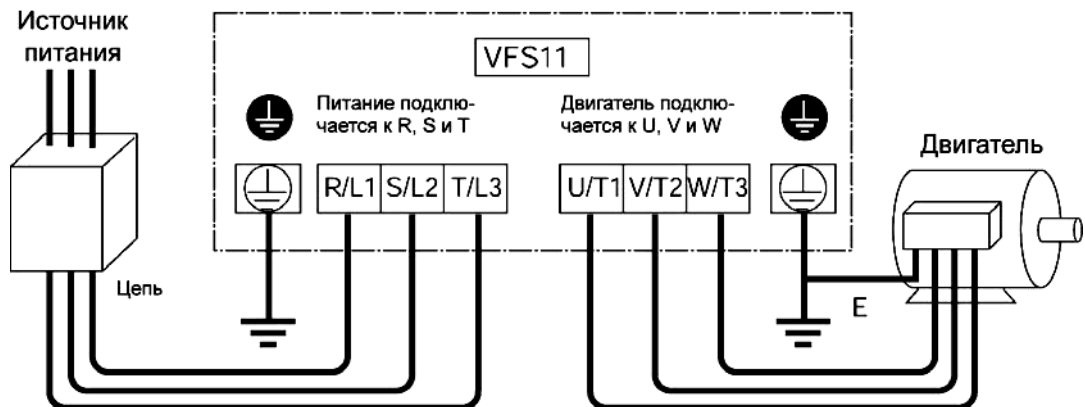 Источник
питания
VFS11
Питание подклю-
чается к R, S и T
Двигатель подклю-
чается к U, V и W
Двигатель
R/L1 S/L2 T/L3
U/T1 V/T2 W/T3
Цепь
E